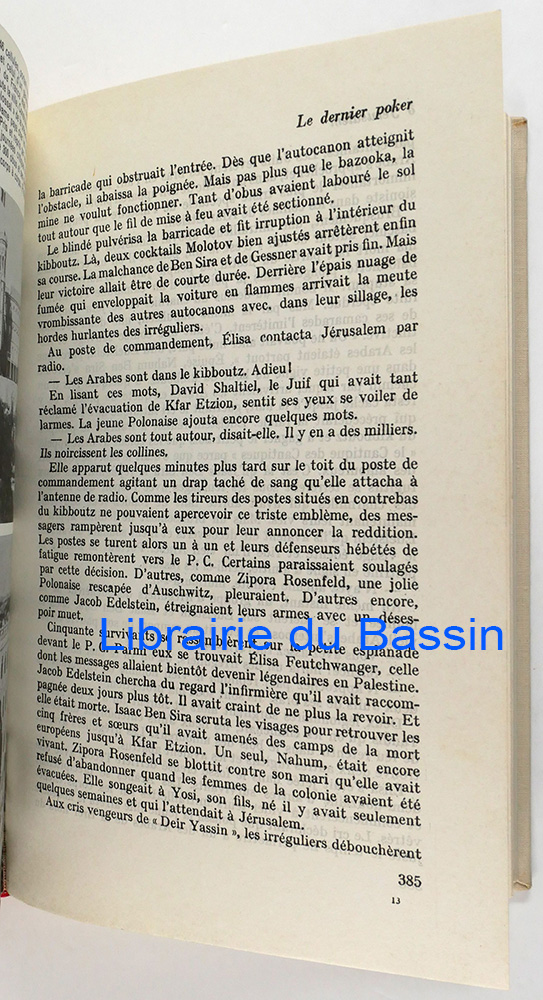 Le dernier poker
la barricade qui obstruait l'entrée. Dès que l'autocanon atteignit
l'obstacle, il abaissa la poignée. Mais pas plus que le bazooka, la
mine ne voulut fonctionner. Tant d'obus avaient labouré le sol
tout autour que le fil de mise à feu avait été sectionné.
Le blindé pulvérisa la barricade et fit irruption à l'intérieur du
kibboutz. Là, deux cocktails Molotov bien ajustés arrêtèrent enfin
sa course. La malchance de Ben Sira et de Gessner avait pris fin. Mais
leur victoire allait être de courte durée. Derrière l'épais nuage de
fumée qui enveloppait la voiture en flammes arrivait la meute
vrombissante des autres autocanons avec. dans leur sillage, les
hordes hurlantes des irréguliers.
Au poste de commandement, Élisa contacta Jérusalem par
radio.
— Les Arabes sont dans le kibboutz. Adieu!
En lisant ces mots, David Shaltiel, le Juif qui avait tant
réclamé l'évacuation de Kfar Etzion, sentit ses yeux se voiler de
larmes. La jeune Polonaise ajouta encore quelques mots.
— Les Arabes sont tout autour, disait-elle. Il y en a des milliers.
Ils noircissent les collines.
Elle apparut quelques minutes plus tard sur le toit du poste de
commandement agitant un drap taché de sang qu'elle attacha à
l'antenne de radio. Comme les tireurs des postes situés en contrebas
du kibboutz ne pouvaient apercevoir ce triste emblème, des mes-
sagers rampèrent jusqu'à eux pour leur annoncer la reddition.
Les postes se turent alors un à un et leurs défenseurs hébétés de
fatigue remontèrent vers le P. C. Certains paraissaient soulagés
par cette décision. D'autres, comme Zipora Rosenfeld, une jolie
Polonaise rescapée d'Auschwitz, pleuraient. D'autres encore,
comme Jacob Edelstein, étreignaient leurs armes avec un déses-
poir muet.
Cinquante survivants se rassemblèrent sur la petite esplanade
devant le P. C. Parmi eux se trouvait Élisa Feutchwanger, celle
dont les messages allaient bientôt devenir légendaires en Palestine.
Jacob Edelstein chercha du regard l'infirmière qu'il avait raccom-
pagnée deux jours plus tôt. Il avait craint de ne plus la revoir. Et
elle était morte. Isaac Ben Sira scruta les visages pour retrouver les
cinq frères et sœurs qu'il avait amenés des camps de la mort
européens jusqu'à Kfar Etzion. Un seul, Nahum, était encore
vivant. Zipora Rosenfeld se blottit contre son mari qu'elle avait
refusé d'abandonner quand les femmes de la colonie avaient été
évacuées. Elle songeait à Yosi, son fils, né il y avait seulement
quelques semaines et qui l'attendait à Jérusalem.
Aux cris vengeurs de « Deir Yassin », les irréguliers débouchèrent
385
13
Librairie du Bassin